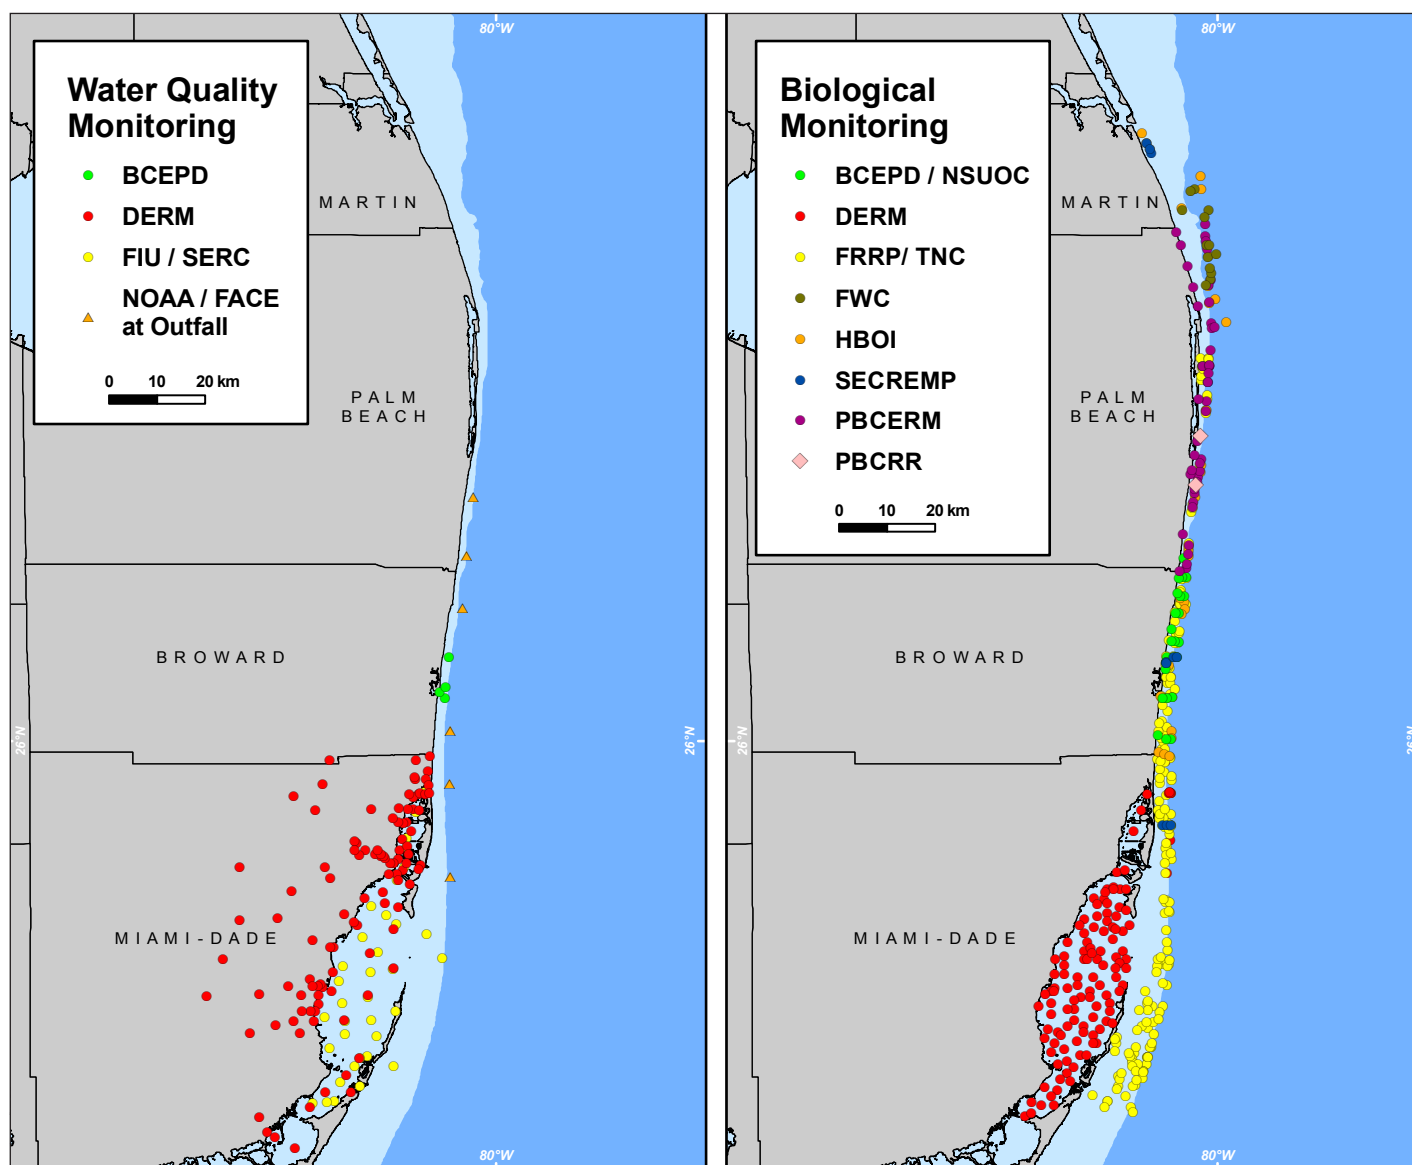 80°W
Water Quality
Monitoring
BCEPD
DERM
FIU / SERC
NOAA / FACE
at Outfall
0 10 20 km
MARTIN
PALM
BEACH
BROWARD
26°N
26°N
MIAMI-DADE
80°W
80°W
Biological
Monitoring
BCEPD / NSUOC
DERM
FRRP/ TNC
FWC
HBOI
SECREMP
PBCERM
PBCRR
0 10 20 km
MARTIN
PALM
BEACH
BROWARD
26°N
26°N
MIAMI-DADE
80°W